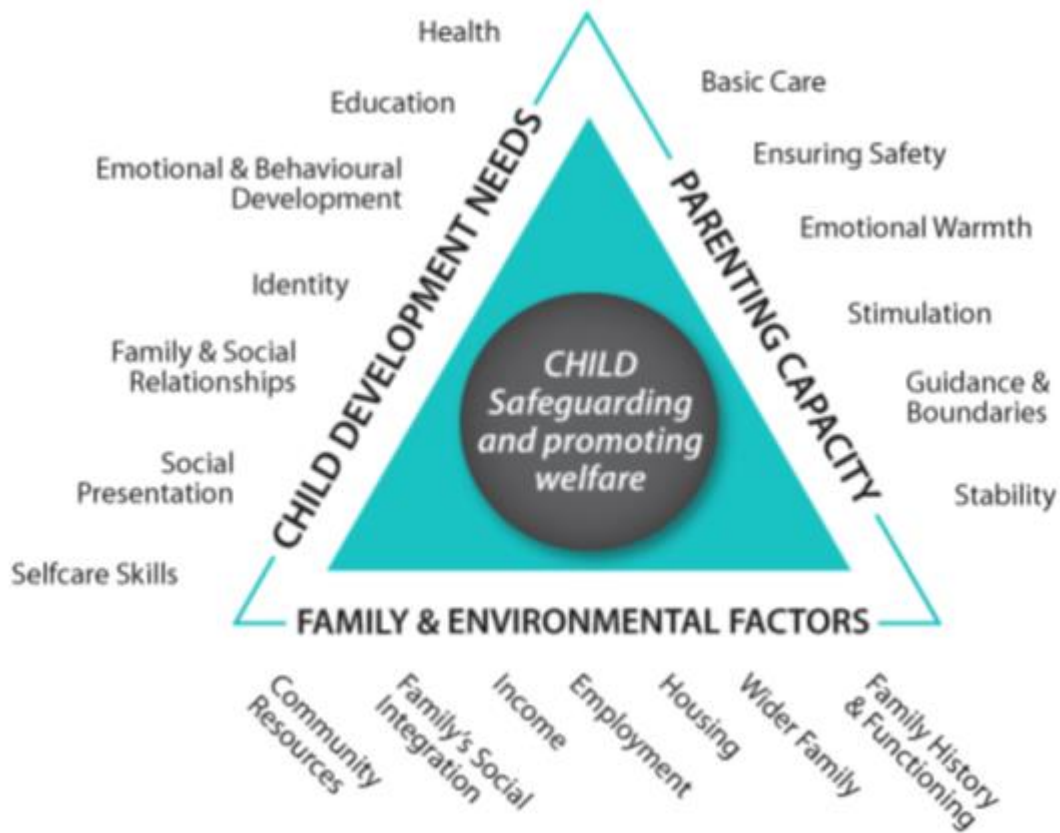 Health
Education
Emotional & Behavioural
Development
Identity
Family & Social
Relationships
Social
Presentation
Selfcare Skills
CHILD DEVELOPMENT NEEDS
Basic Care
Ensuring Safety
Emotional Warmth
Stimulation
Guidance &
Boundaries
Stability
PARENTING CAPACITY
CHILD
Safeguarding
and promoting
welfare
FAMILY & ENVIRONMENTAL FACTORS
Community
Resources
Family's Social
Integration
Income
Employment
Housing
Wider Family
Family History
& Functioning